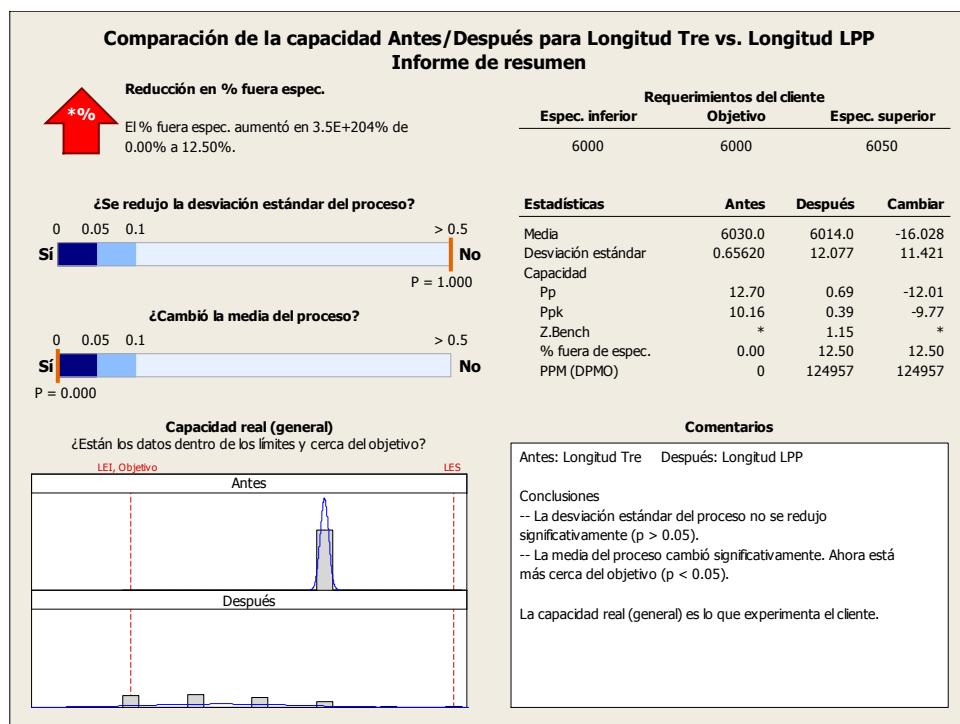 Comparación de la capacidad Antes/Después para Longitud Tre vs. Longitud LPP
Informe de resumen
*%
Reducción en % fuera espec.
El % fuera espec. aumentó en 3.5E+204% de
0.00% a 12.50%.
Requerimientos del cliente
Espec. inferior Objetivo Espec. superior
6000 6000 6050
¿Se redujo la desviación estándar del proceso?
0 0.05 0.1 > 0.5
Sí No
P = 1.000
¿Cambió la media del proceso?
0 0.05 0.1 > 0.5
Sí No
P = 0.000
Estadísticas Antes Después Cambiar
Media 6030.0 6014.0 -16.028
Desviación estándar 0.65620 12.077 11.421
Capacidad
Pp 12.70 0.69 -12.01
Ppk 10.16 0.39 -9.77
Z.Bench * 1.15 *
% fuera de espec. 0.00 12.50 12.50
PPM (DPMO) 0 124957 124957
Capacidad real (general)
¿Están los datos dentro de los límites y cerca del objetivo?
LEI, Objetivo LES
Antes
Después
Comentarios
Antes: Longitud Tre Después: Longitud LPP
Conclusiones
-- La desviación estándar del proceso no se redujo
significativamente (p > 0.05).
-- La media del proceso cambió significativamente. Ahora está
más cerca del objetivo (p < 0.05).
La capacidad real (general) es lo que experimenta el cliente.